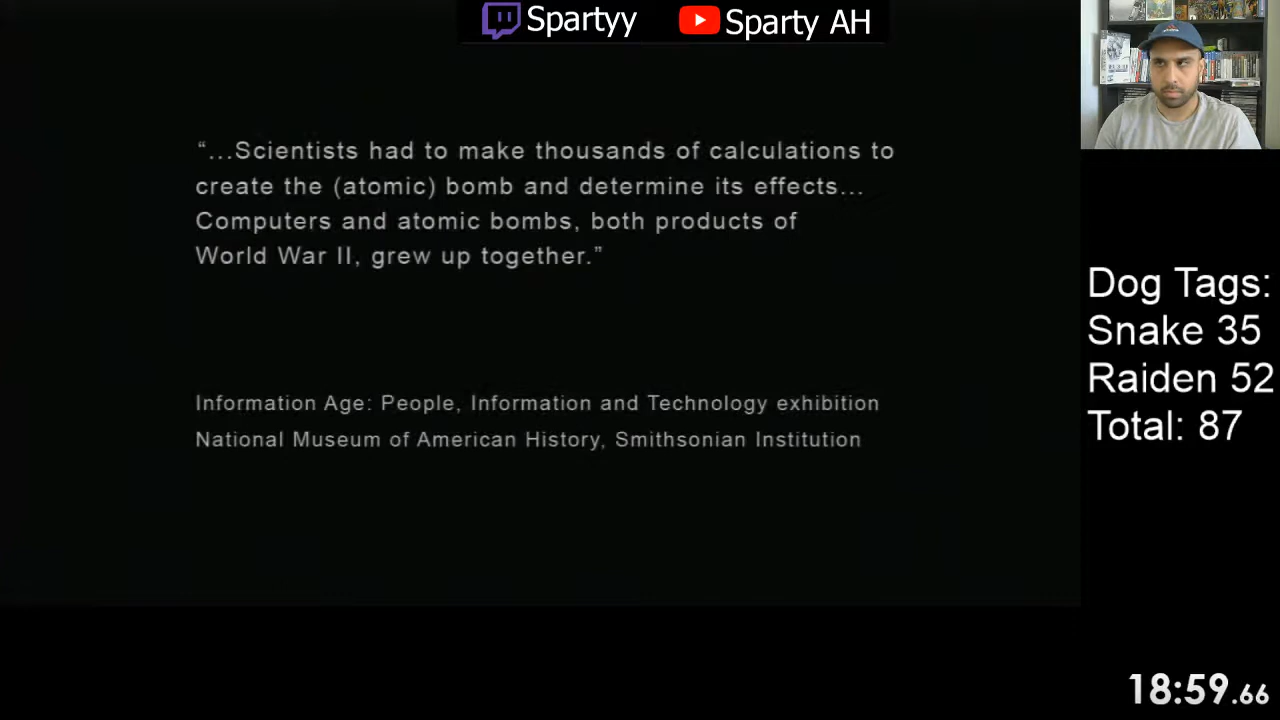 Spartyy
Sparty AH
“...Scientists had to make thousands of calculations to
create the (atomic) bomb and determine its effects...
Computers and atomic bombs, both products of
World War II, grew up together.”
Information Age: People, Information and Technology exhibition
National Museum of American History, Smithsonian Institution
Dog Tags:
Snake 35
Raiden 52
Total: 87
18:59.66